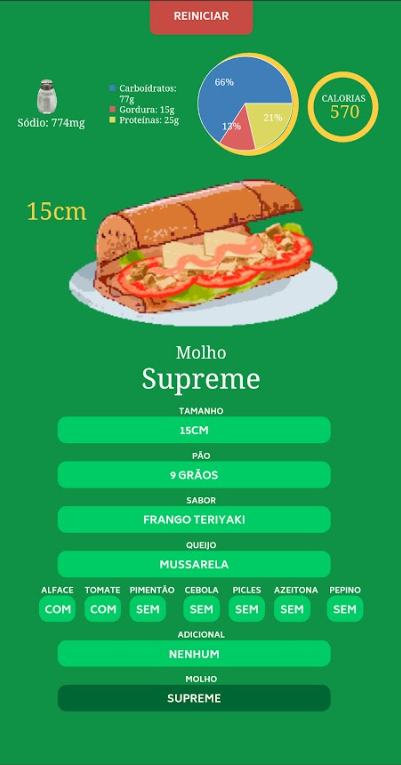 REINICIAR
Carboídratos:
77g
Gordura: 15g
Proteínas: 25g
66%
13%
21%
CALORIAS
570
Sódio: 774mg
15cm
Molho
Supreme
TAMANHO
15CM
PÃO
9 GRÃOS
SABOR
FRANGO TERIYAKI
QUEIJO
MUSSARELA
ALFACE TOMATE PIMENTÃO CEBOLA PICLES AZEITONA PEPINO
COM COM SEM SEM SEM SEM SEM
ADICIONAL
NENHUM
MOLHO
SUPREME